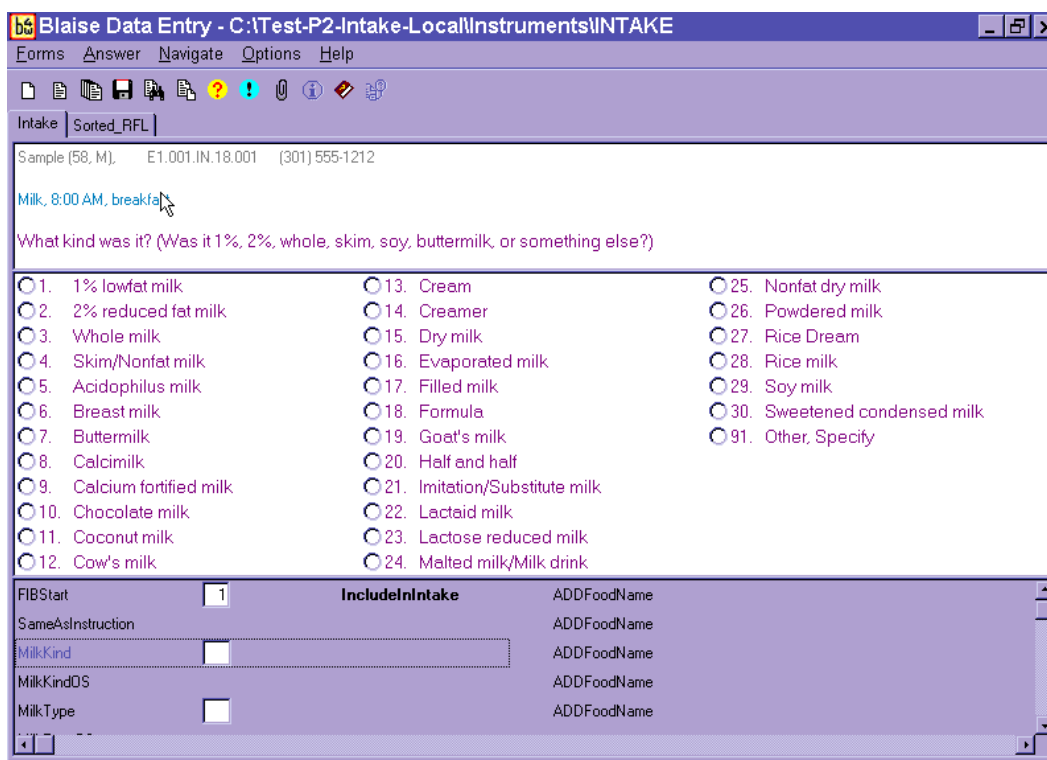 Blaise Data Entry - C:\Test-P2-Intake-Local\Instruments\INTAKE
Forms Answer Navigate Options Help
Intake Sorted_RFL
Sample (58, M), E1.001.IN.18.001 (301) 555-1212
Milk, 8:00 AM, breakfast
What kind was it? (Was it 1%, 2%, whole, skim, soy, buttermilk, or something else?)
1. 1% lowfat milk
2. 2% reduced fat milk
3. Whole milk
4. Skim/Nonfat milk
5. Acidophilus milk
6. Breast milk
7. Buttermilk
8. Calcimilk
9. Calcium fortified milk
10. Chocolate milk
11. Coconut milk
12. Cow's milk
13. Cream
14. Creamer
15. Dry milk
16. Evaporated milk
17. Filled milk
18. Formula
19. Goat's milk
20. Half and half
21. Imitation/Substitute milk
22. Lactaid milk
23. Lactose reduced milk
24. Malted milk/Milk drink
25. Nonfat dry milk
26. Powdered milk
27. Rice Dream
28. Rice milk
29. Soy milk
30. Sweetened condensed milk
91. Other, Specify
FIBStart 1 IncludeInIntake ADDFoodName
SameAsInstruction ADDFoodName
MilkKind ADDFoodName
MilkKindOS ADDFoodName
MilkType ADDFoodName